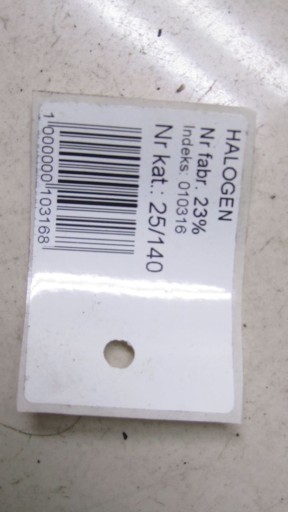 HALOGEN
Nr fabr. 23%
Indeks: 010316
Nr kat.: 25/140
1000000103168